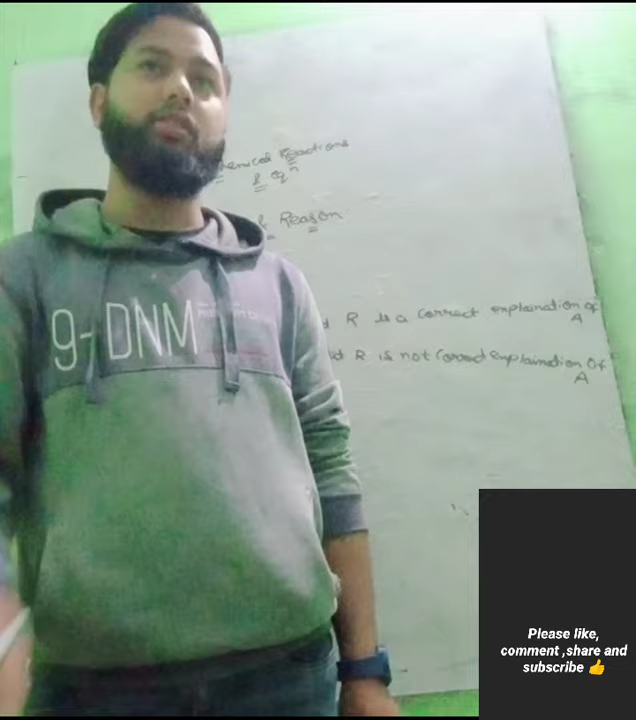 Chemical Reactions
& eqⁿ
& Reason
9-DNM
d R is a correct explaination of
A
id R is not Correct explaination Of
A
Please like,
comment ,share and
subscribe 👍